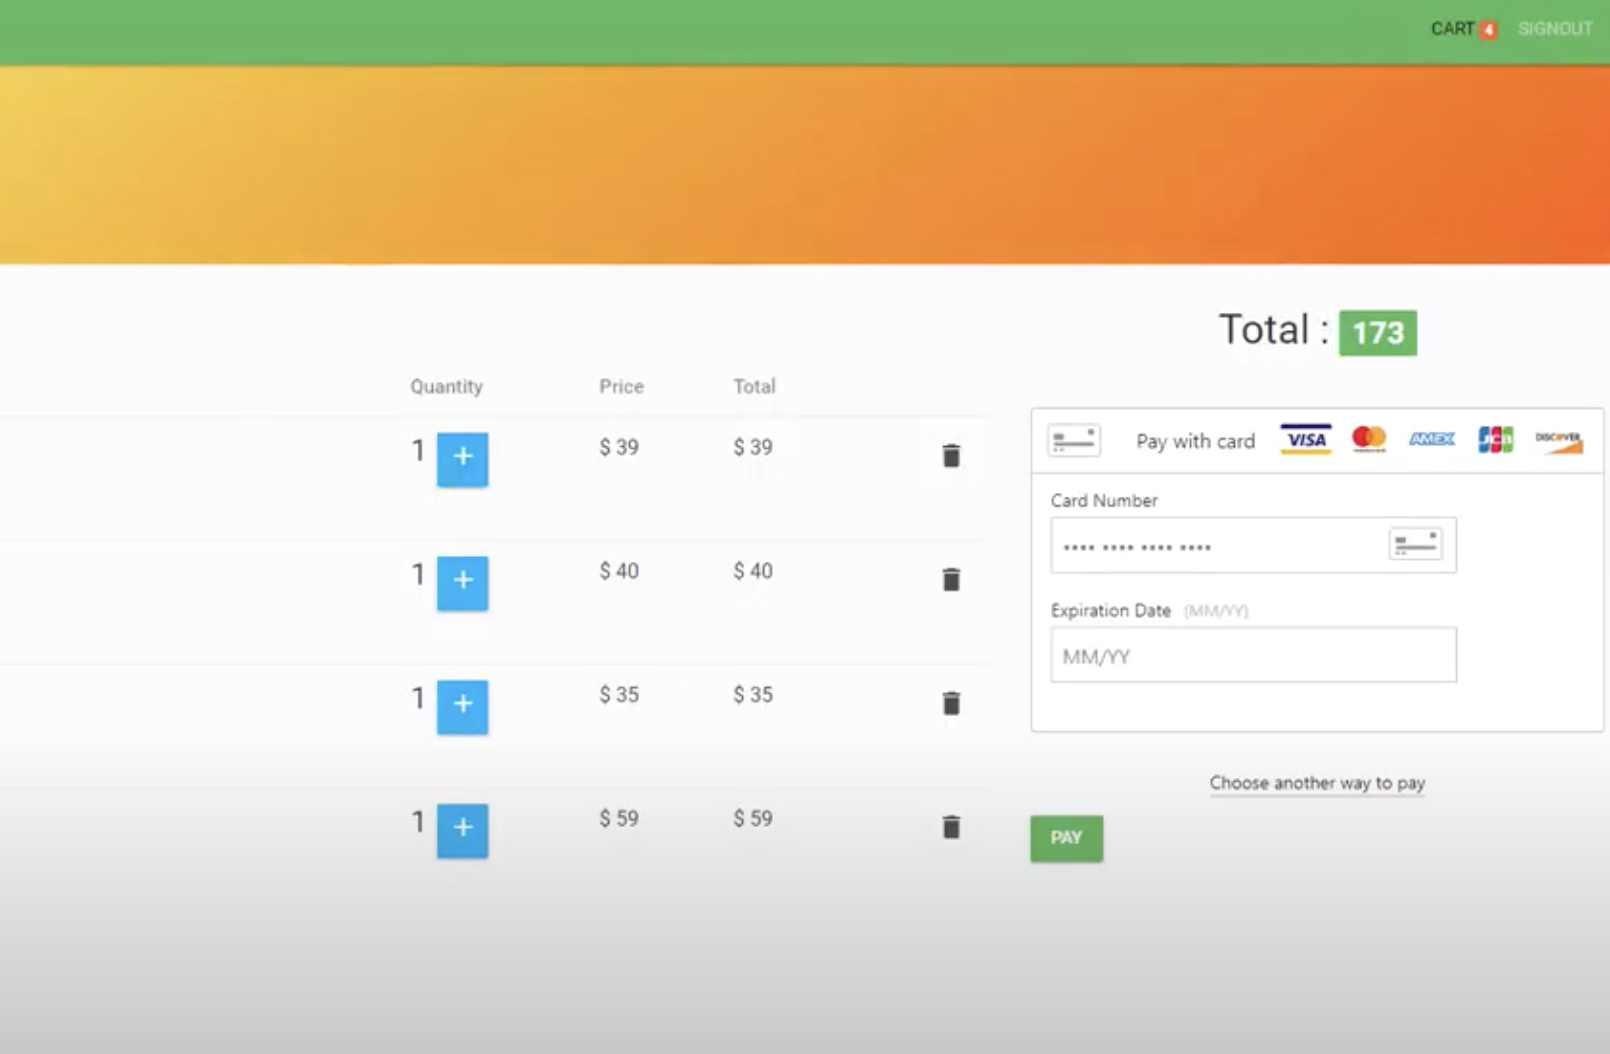 CART 4 SIGNOUT
Total : 173
Quantity Price Total
1 + $ 39 $ 39
1 + $ 40 $ 40
1 + $ 35 $ 35
1 + $ 59 $ 59
Pay with card VISA AMEX JCB DISCOVER
Card Number
•••• •••• •••• ••••
Expiration Date (MM/YY)
MM/YY
Choose another way to pay
PAY